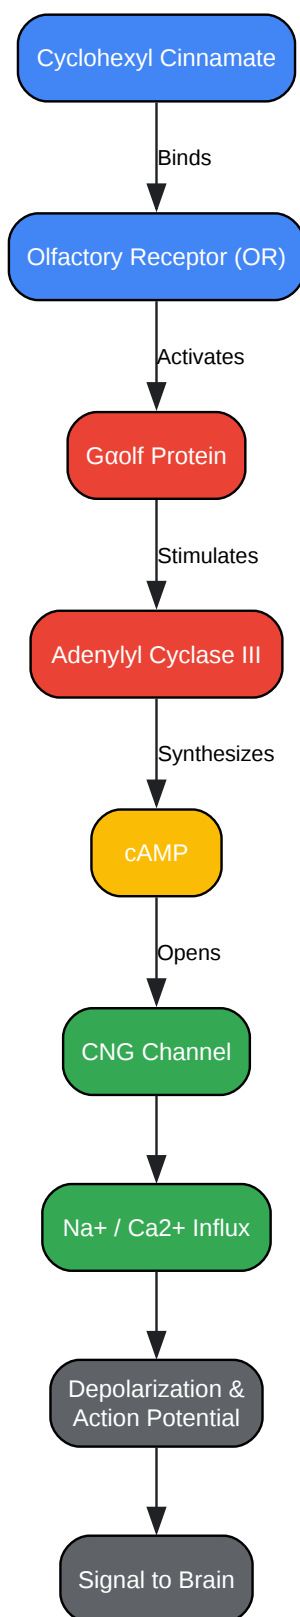 Cyclohexyl Cinnamate
Binds
Olfactory Receptor (OR)
Activates
Gαolf Protein
Stimulates
Adenylyl Cyclase III
Synthesizes
cAMP
Opens
CNG Channel
Na+ / Ca2+ Influx
Depolarization &
Action Potential
Signal to Brain